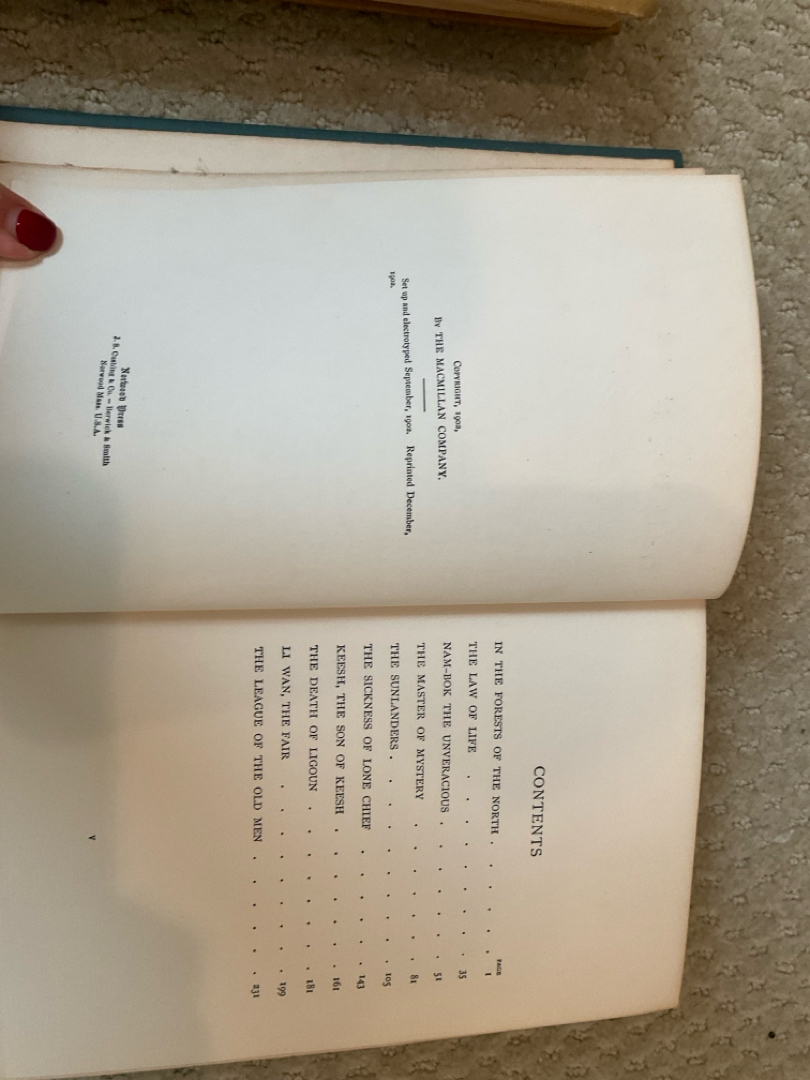 COPYRIGHT, 1902,
BY THE MACMILLAN COMPANY.
Set up and electrotyped September, 1902. Reprinted December,
1902.
Norwood Press
J. S. Cushing & Co. — Berwick & Smith
Norwood Mass. U.S.A.
CONTENTS
PAGE
IN THE FORESTS OF THE NORTH . . . . . . 1
THE LAW OF LIFE . . . . . . . . 35
NAM-BOK THE UNVERACIOUS . . . . . . . 51
THE MASTER OF MYSTERY . . . . . . . 81
THE SUNLANDERS . . . . . . . . . 105
THE SICKNESS OF LONE CHIEF . . . . . . 143
KEESH, THE SON OF KEESH . . . . . . . 161
THE DEATH OF LIGOUN . . . . . . . . 181
LI WAN, THE FAIR . . . . . . . . . 199
THE LEAGUE OF THE OLD MEN . . . . . . 231
v